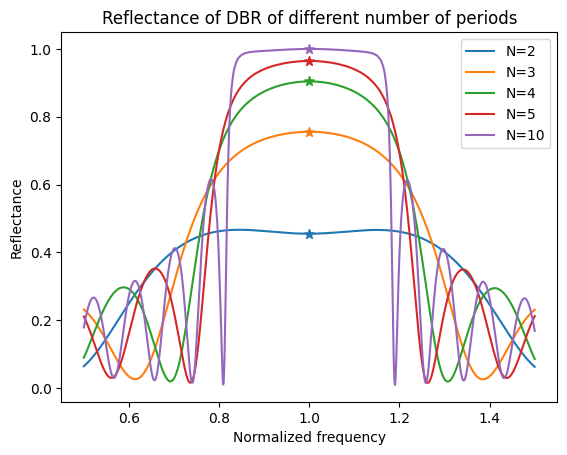 Reflectance of DBR of different number of periods
1.0
0.8
0.6
0.4
0.2
0.0
Reflectance
N=2
N=3
N=4
N=5
N=10
0.6
0.8
1.0
1.2
1.4
Normalized frequency